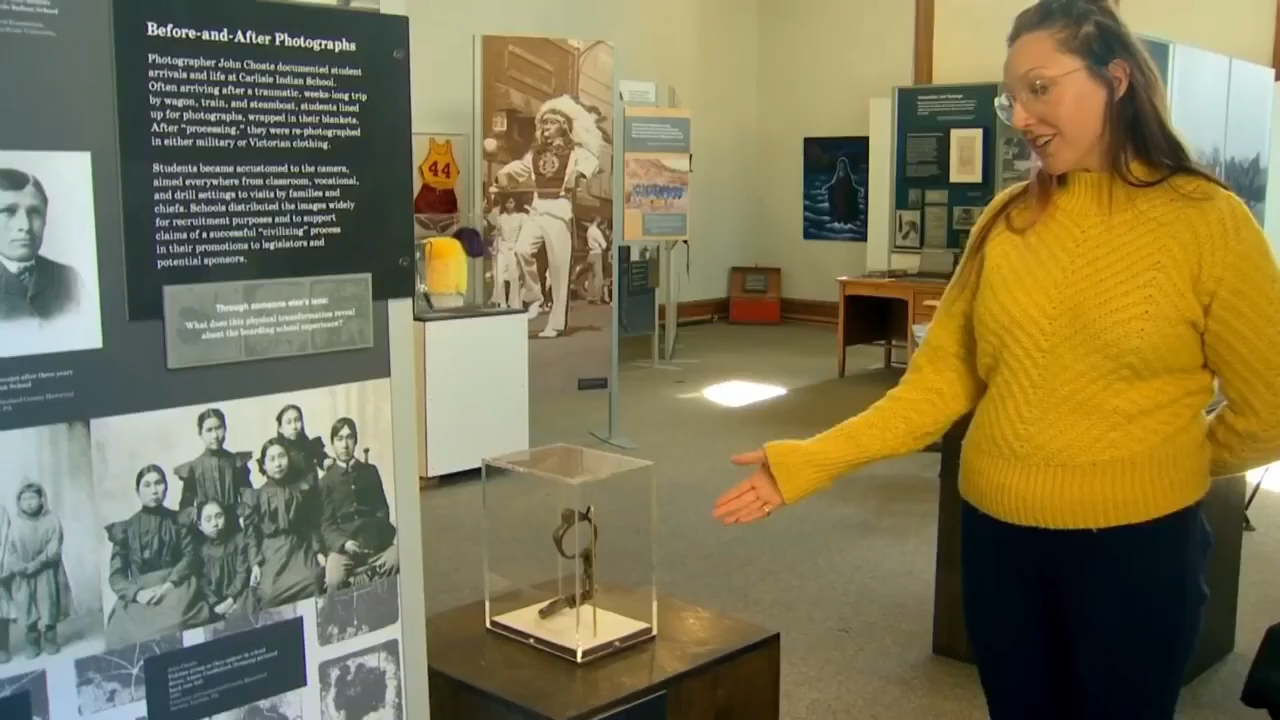 Before-and-After Photographs
Photographer John Choate documented student
arrivals and life at Carlisle Indian School.
Often arriving after a traumatic, weeks-long trip
by wagon, train, and steamboat, students lined
up for photographs, wrapped in their blankets.
After "processing," they were re-photographed
in either military or Victorian clothing.
Students became accustomed to the camera,
aimed everywhere from classroom, vocational,
and drill settings to visits by families and
chiefs. Schools distributed the images widely
for recruitment purposes and to support
claims of a successful "civilizing" process
in their promotions to legislators and
potential sponsors.
Through someone else's lens:
What does this physical transformation reveal
about the boarding school experience?
after three years
School
44